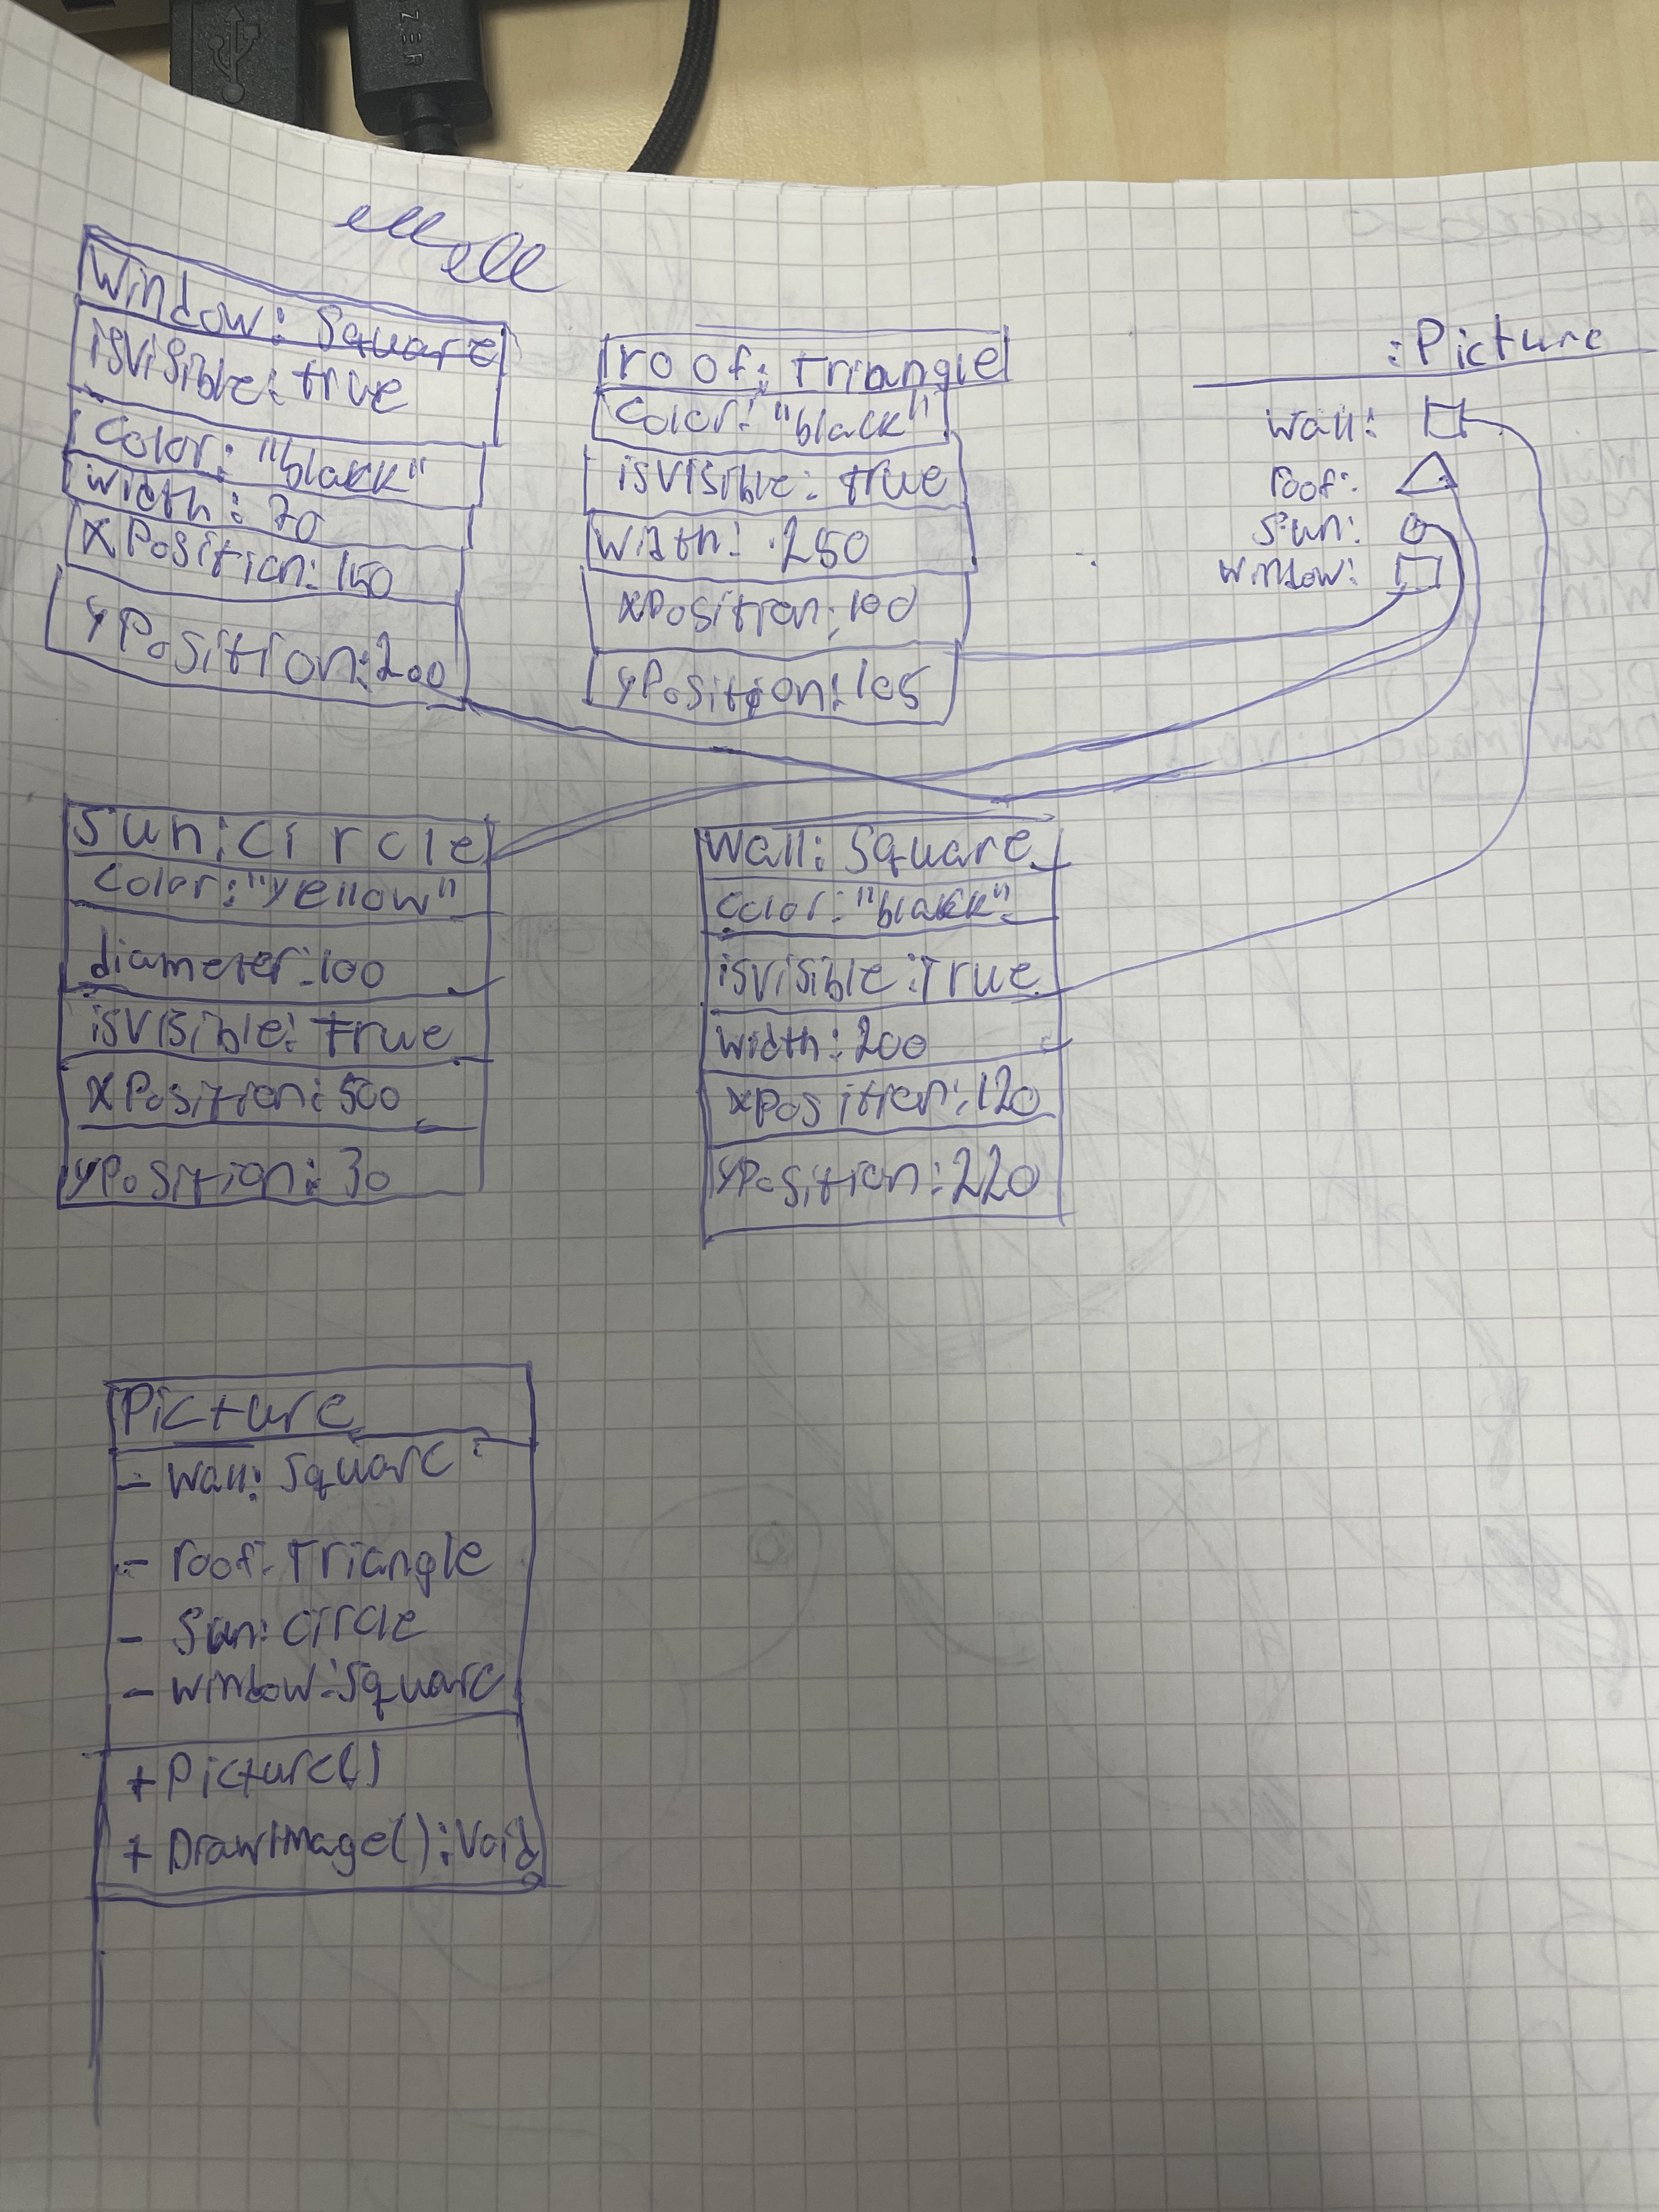 ZER
Window: Square
isVisible: true
Color: "black"
width: 70
XPosition: 150
yPosition: 200
roof: Triangle
Color: "black"
isVisible: true
Width: 250
XPosition: 100
yPosition: 105
:Picture
Wall:
roof:
sun:
window:
Sun: Circle
Color: "yellow"
diameter: 100
isVisible: true
XPosition: 500
yPosition: 30
Wall: Square
Color: "black"
isVisible: True
Width: 200
XPosition: 120
yPosition: 220
Picture
- Wall: Square
- roof: Triangle
- Sun: Circle
- window: Square
+ Picture()
+ DrawImage(): Void